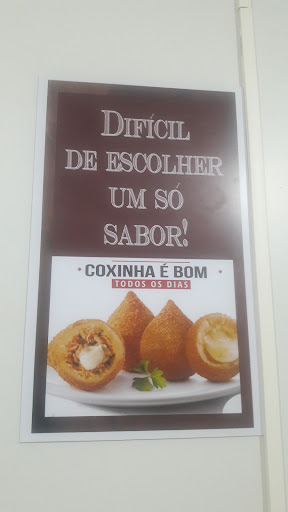 DIFÍCIL
DE ESCOLHER
UM SÓ
SABOR!
• COXINHA É BOM •
TODOS OS DIAS